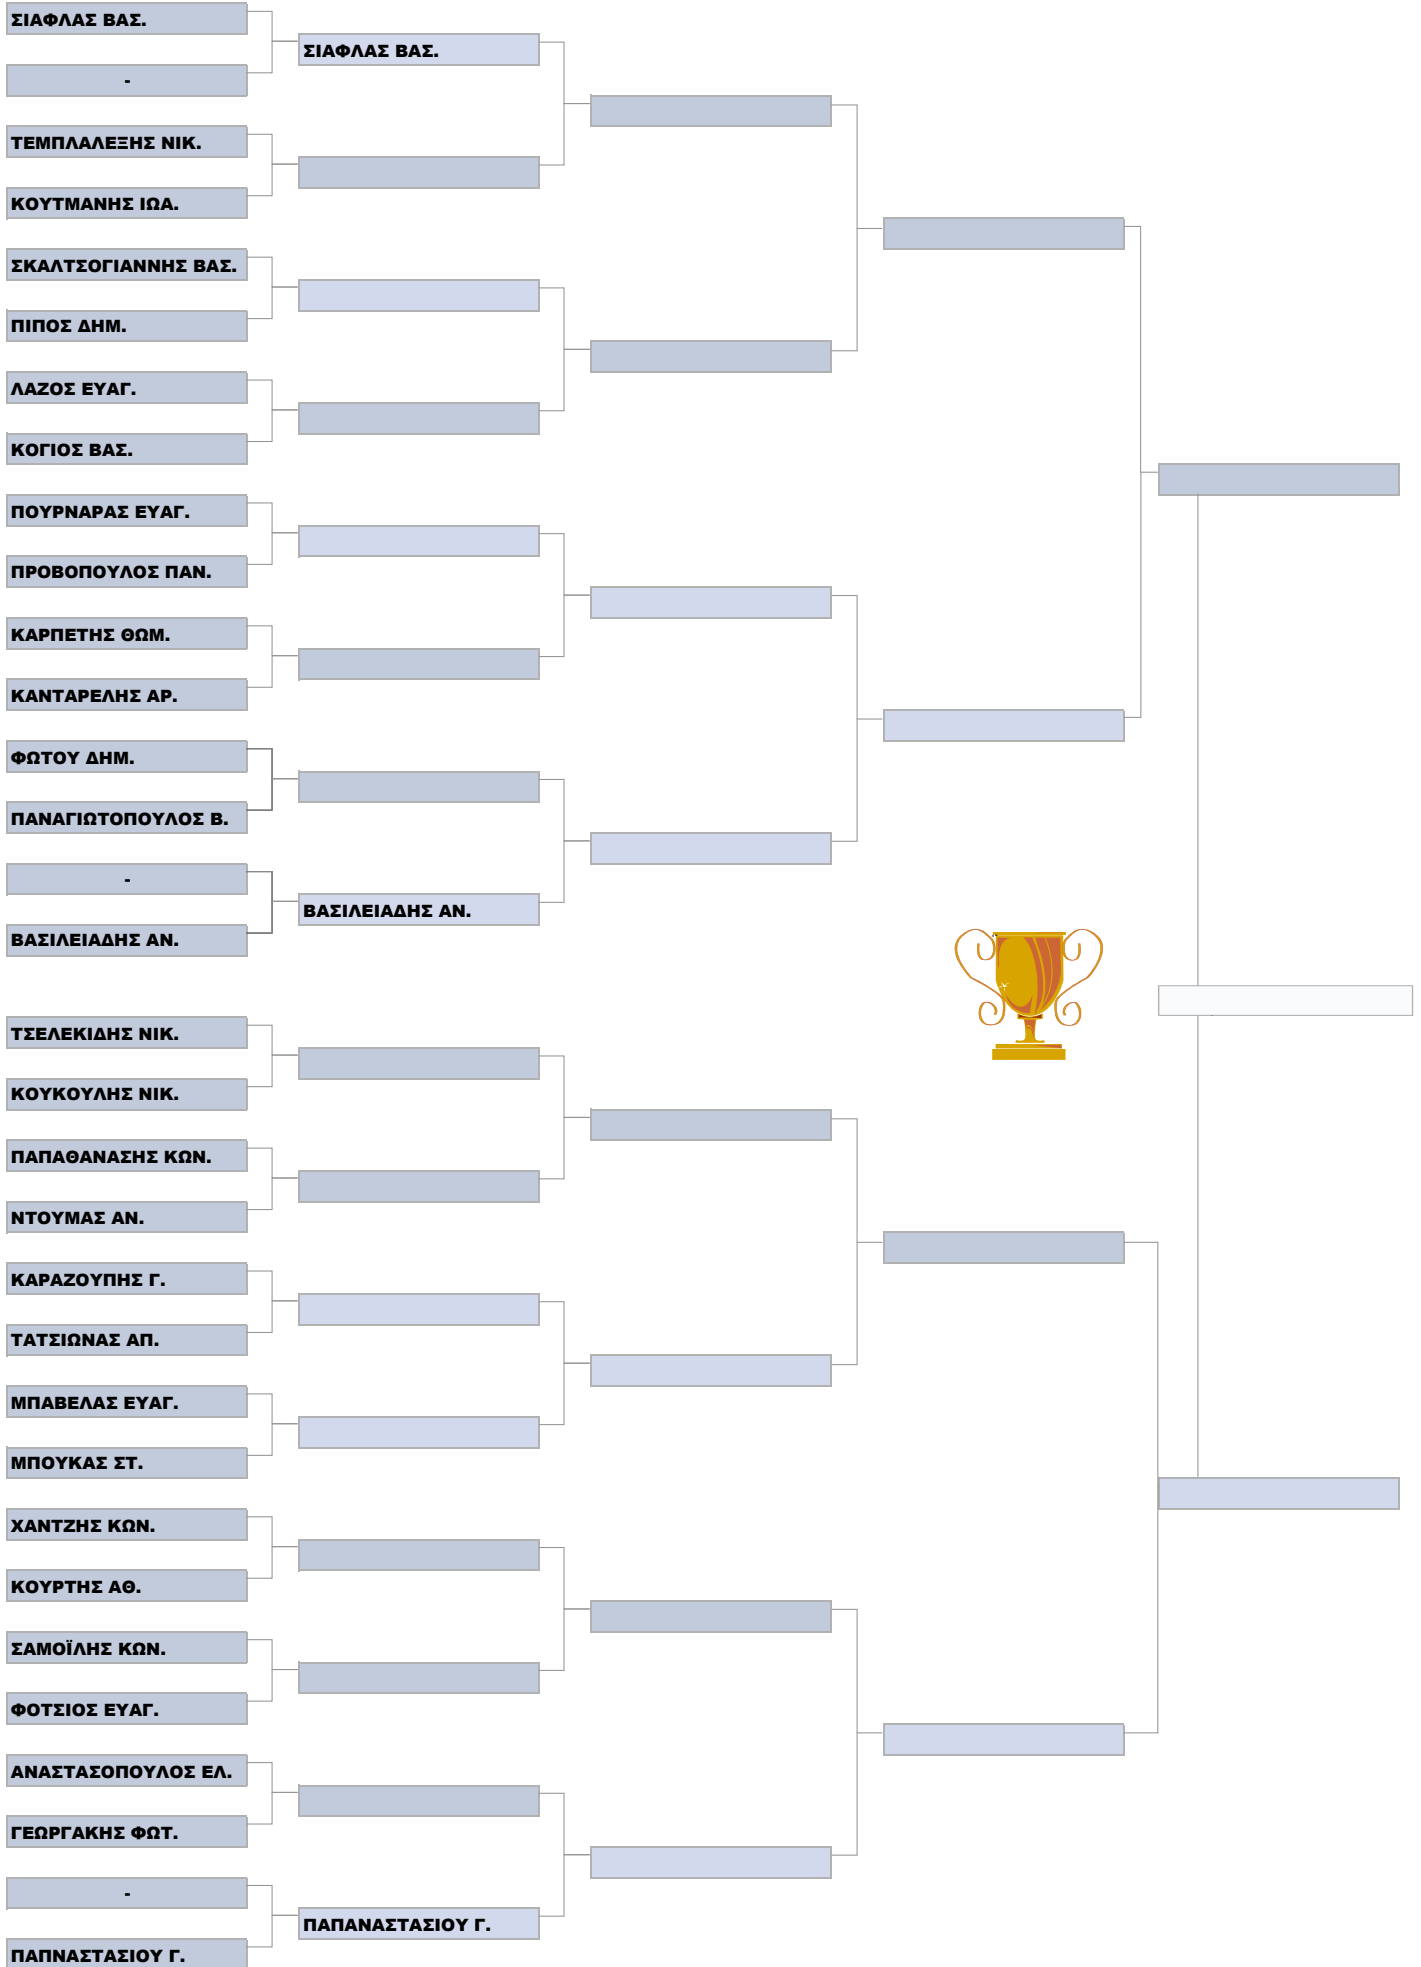 ΣΙΑΦΛΑΣ ΒΑΣ.
ΣΙΑΦΛΑΣ ΒΑΣ.
-
ΤΕΜΠΛΑΛΕΞΗΣ ΝΙΚ.
ΚΟΥΤΜΑΝΗΣ ΙΩΑ.
ΣΚΑΛΤΣΟΓΙΑΝΝΗΣ ΒΑΣ.
ΠΙΠΟΣ ΔΗΜ.
ΛΑΖΟΣ ΕΥΑΓ.
ΚΟΓΙΟΣ ΒΑΣ.
ΠΟΥΡΝΑΡΑΣ ΕΥΑΓ.
ΠΡΟΒΟΠΟΥΛΟΣ ΠΑΝ.
ΚΑΡΠΕΤΗΣ ΘΩΜ.
ΚΑΝΤΑΡΕΛΗΣ ΑΡ.
ΦΩΤΟΥ ΔΗΜ.
ΠΑΝΑΓΙΩΤΟΠΟΥΛΟΣ Β.
-
ΒΑΣΙΛΕΙΑΔΗΣ ΑΝ.
ΒΑΣΙΛΕΙΑΔΗΣ ΑΝ.
ΤΣΕΛΕΚΙΔΗΣ ΝΙΚ.
ΚΟΥΚΟΥΛΗΣ ΝΙΚ.
ΠΑΠΑΘΑΝΑΣΗΣ ΚΩΝ.
ΝΤΟΥΜΑΣ ΑΝ.
ΚΑΡΑΖΟΥΠΗΣ Γ.
ΤΑΤΣΙΩΝΑΣ ΑΠ.
ΜΠΑΒΕΛΑΣ ΕΥΑΓ.
ΜΠΟΥΚΑΣ ΣΤ.
ΧΑΝΤΖΗΣ ΚΩΝ.
ΚΟΥΡΤΗΣ ΑΘ.
ΣΑΜΟΪΛΗΣ ΚΩΝ.
ΦΟΤΣΙΟΣ ΕΥΑΓ.
ΑΝΑΣΤΑΣΟΠΟΥΛΟΣ ΕΛ.
ΓΕΩΡΓΑΚΗΣ ΦΩΤ.
-
ΠΑΠΑΝΑΣΤΑΣΙΟΥ Γ.
ΠΑΠΝΑΣΤΑΣΙΟΥ Γ.